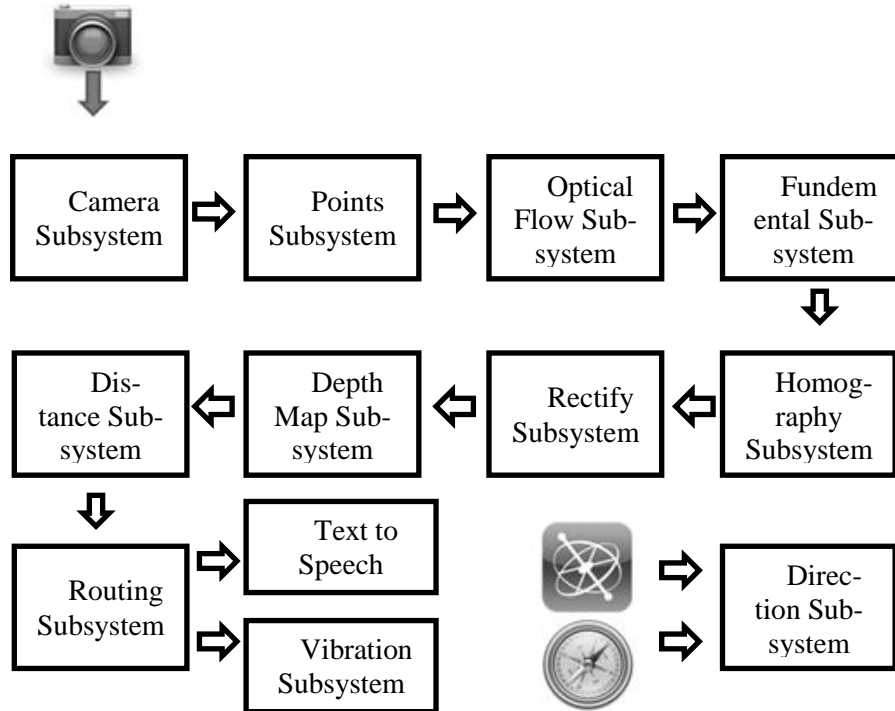 Camera
Subsystem
Points
Subsystem
Optical
Flow Sub-
system
Fundem
ental Sub-
system
Dis-
tance Sub-
system
Depth
Map Sub-
system
Rectify
Subsystem
Homog-
raphy
Subsystem
Routing
Subsystem
Text to
Speech
Vibration
Subsystem
Direc-
tion Sub-
system